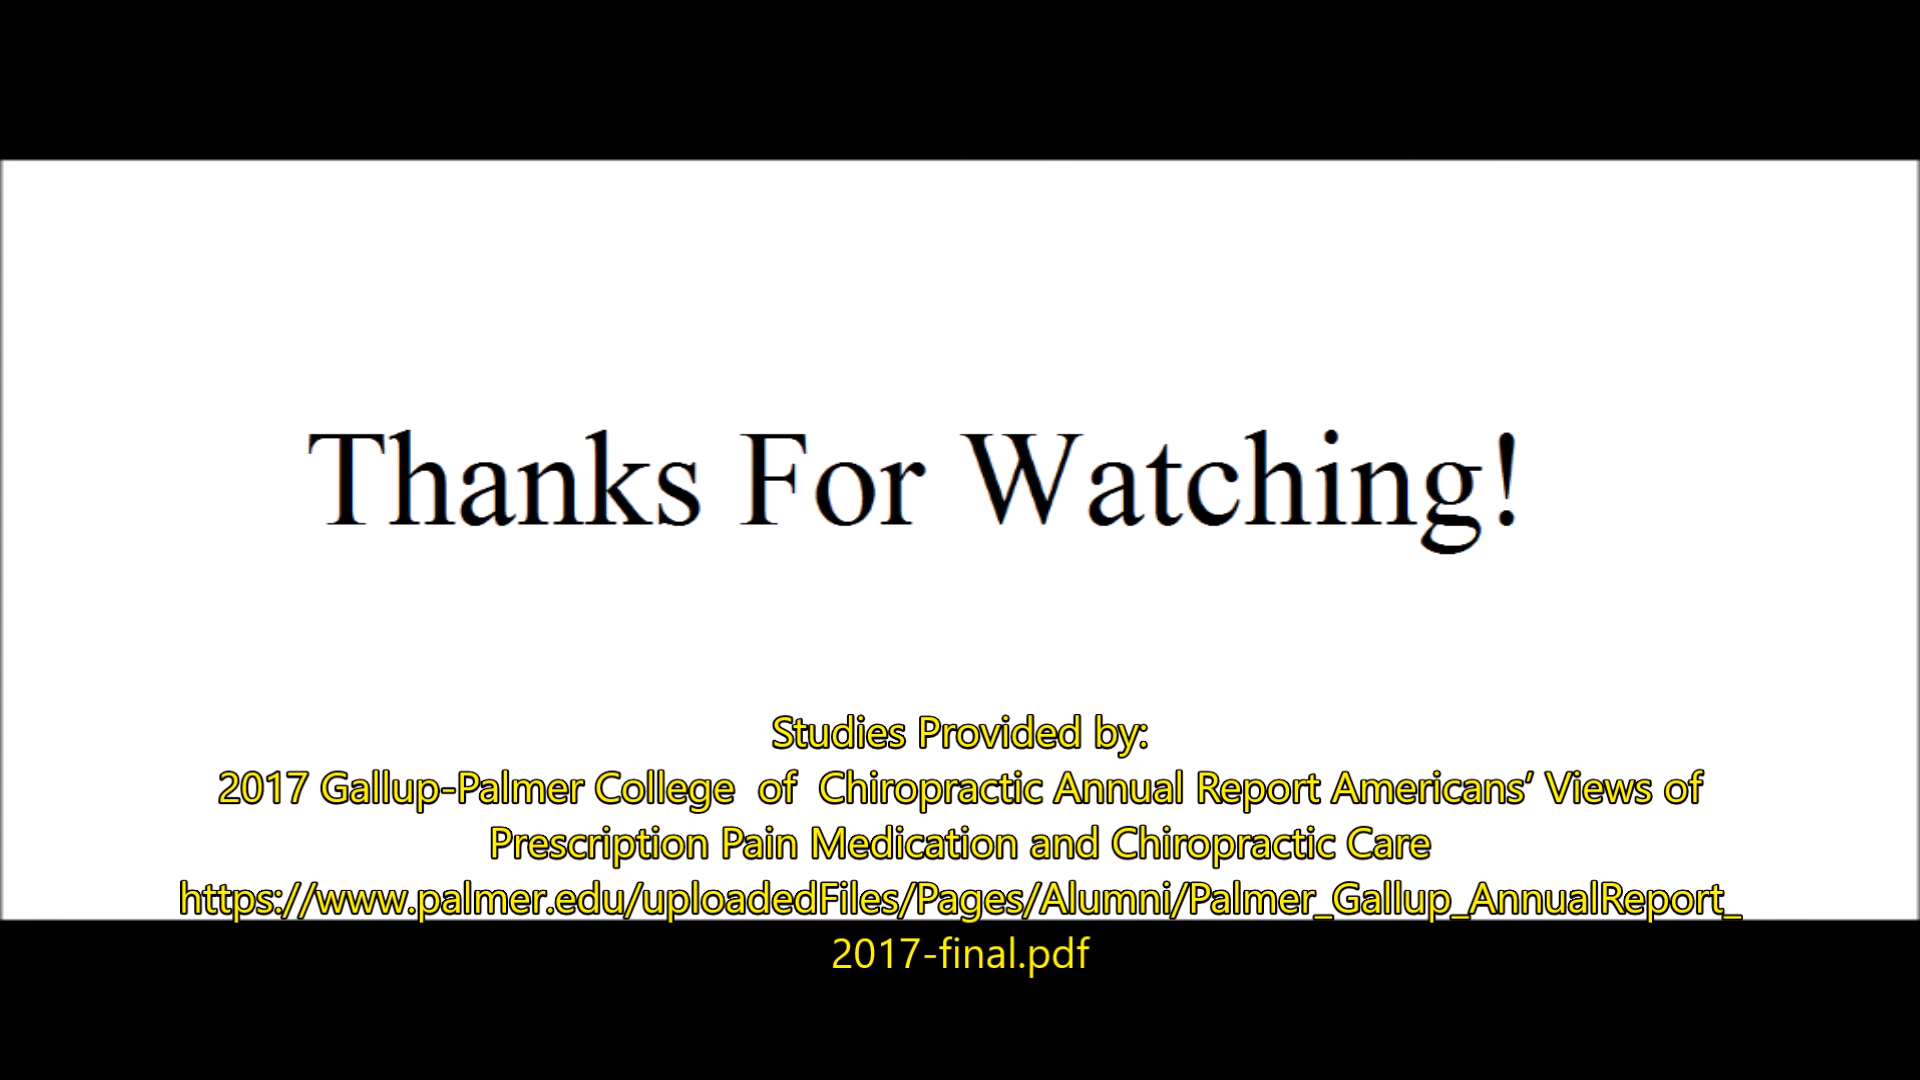 Thanks For Watching!
Studies Provided by:
2017 Gallup-Palmer College  of  Chiropractic Annual Report Americans’ Views of
Prescription Pain Medication and Chiropractic Care
https://www.palmer.edu/uploadedFiles/Pages/Alumni/Palmer_Gallup_AnnualReport_
2017-final.pdf